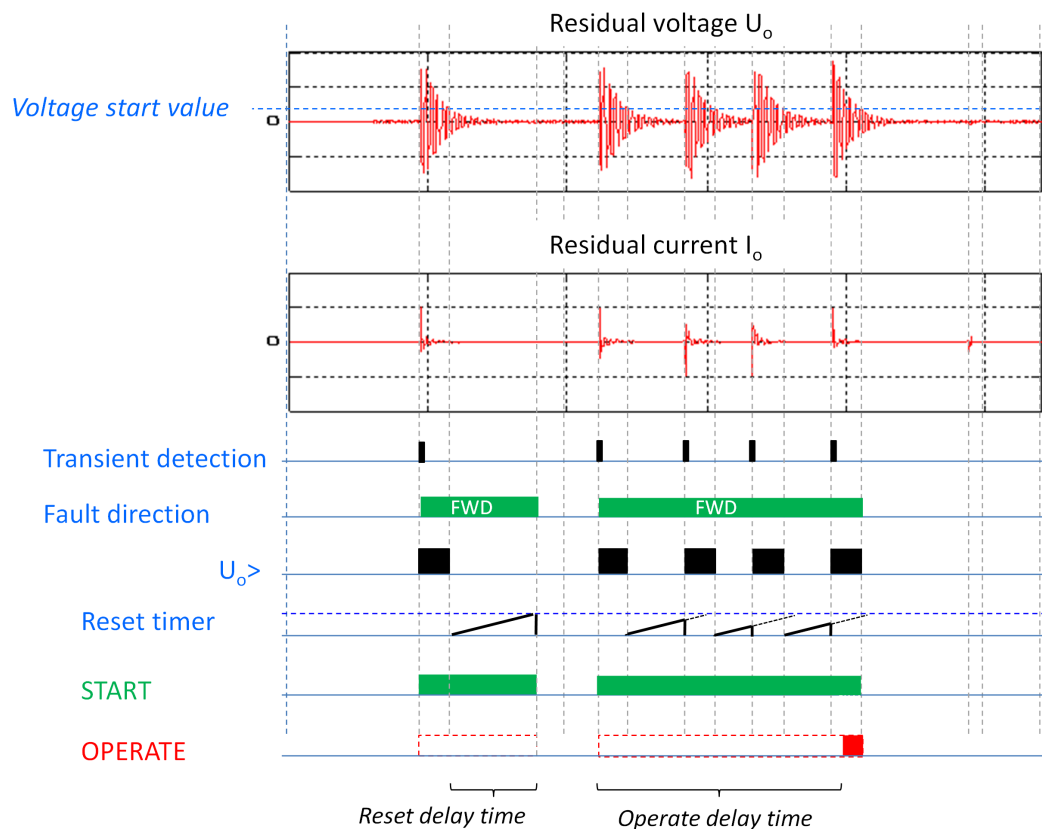 Residual voltage Uo
Voltage start value
0
Residual current Io
0
Transient detection
Fault direction
FWD
FWD
Uo>
Reset timer
START
OPERATE
Reset delay time
Operate delay time